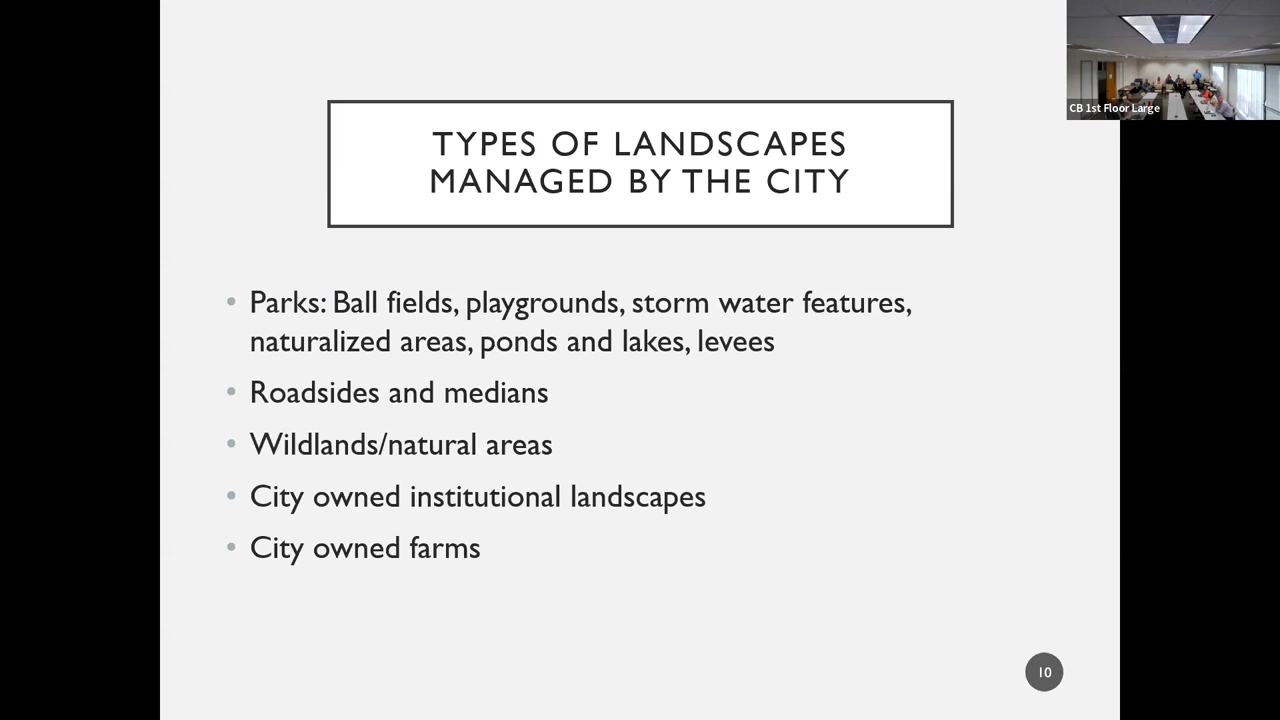 CB 1st Floor Large
TYPES OF LANDSCAPES
MANAGED BY THE CITY
• Parks: Ball fields, playgrounds, storm water features,
naturalized areas, ponds and lakes, levees
• Roadsides and medians
• Wildlands/natural areas
• City owned institutional landscapes
• City owned farms
10